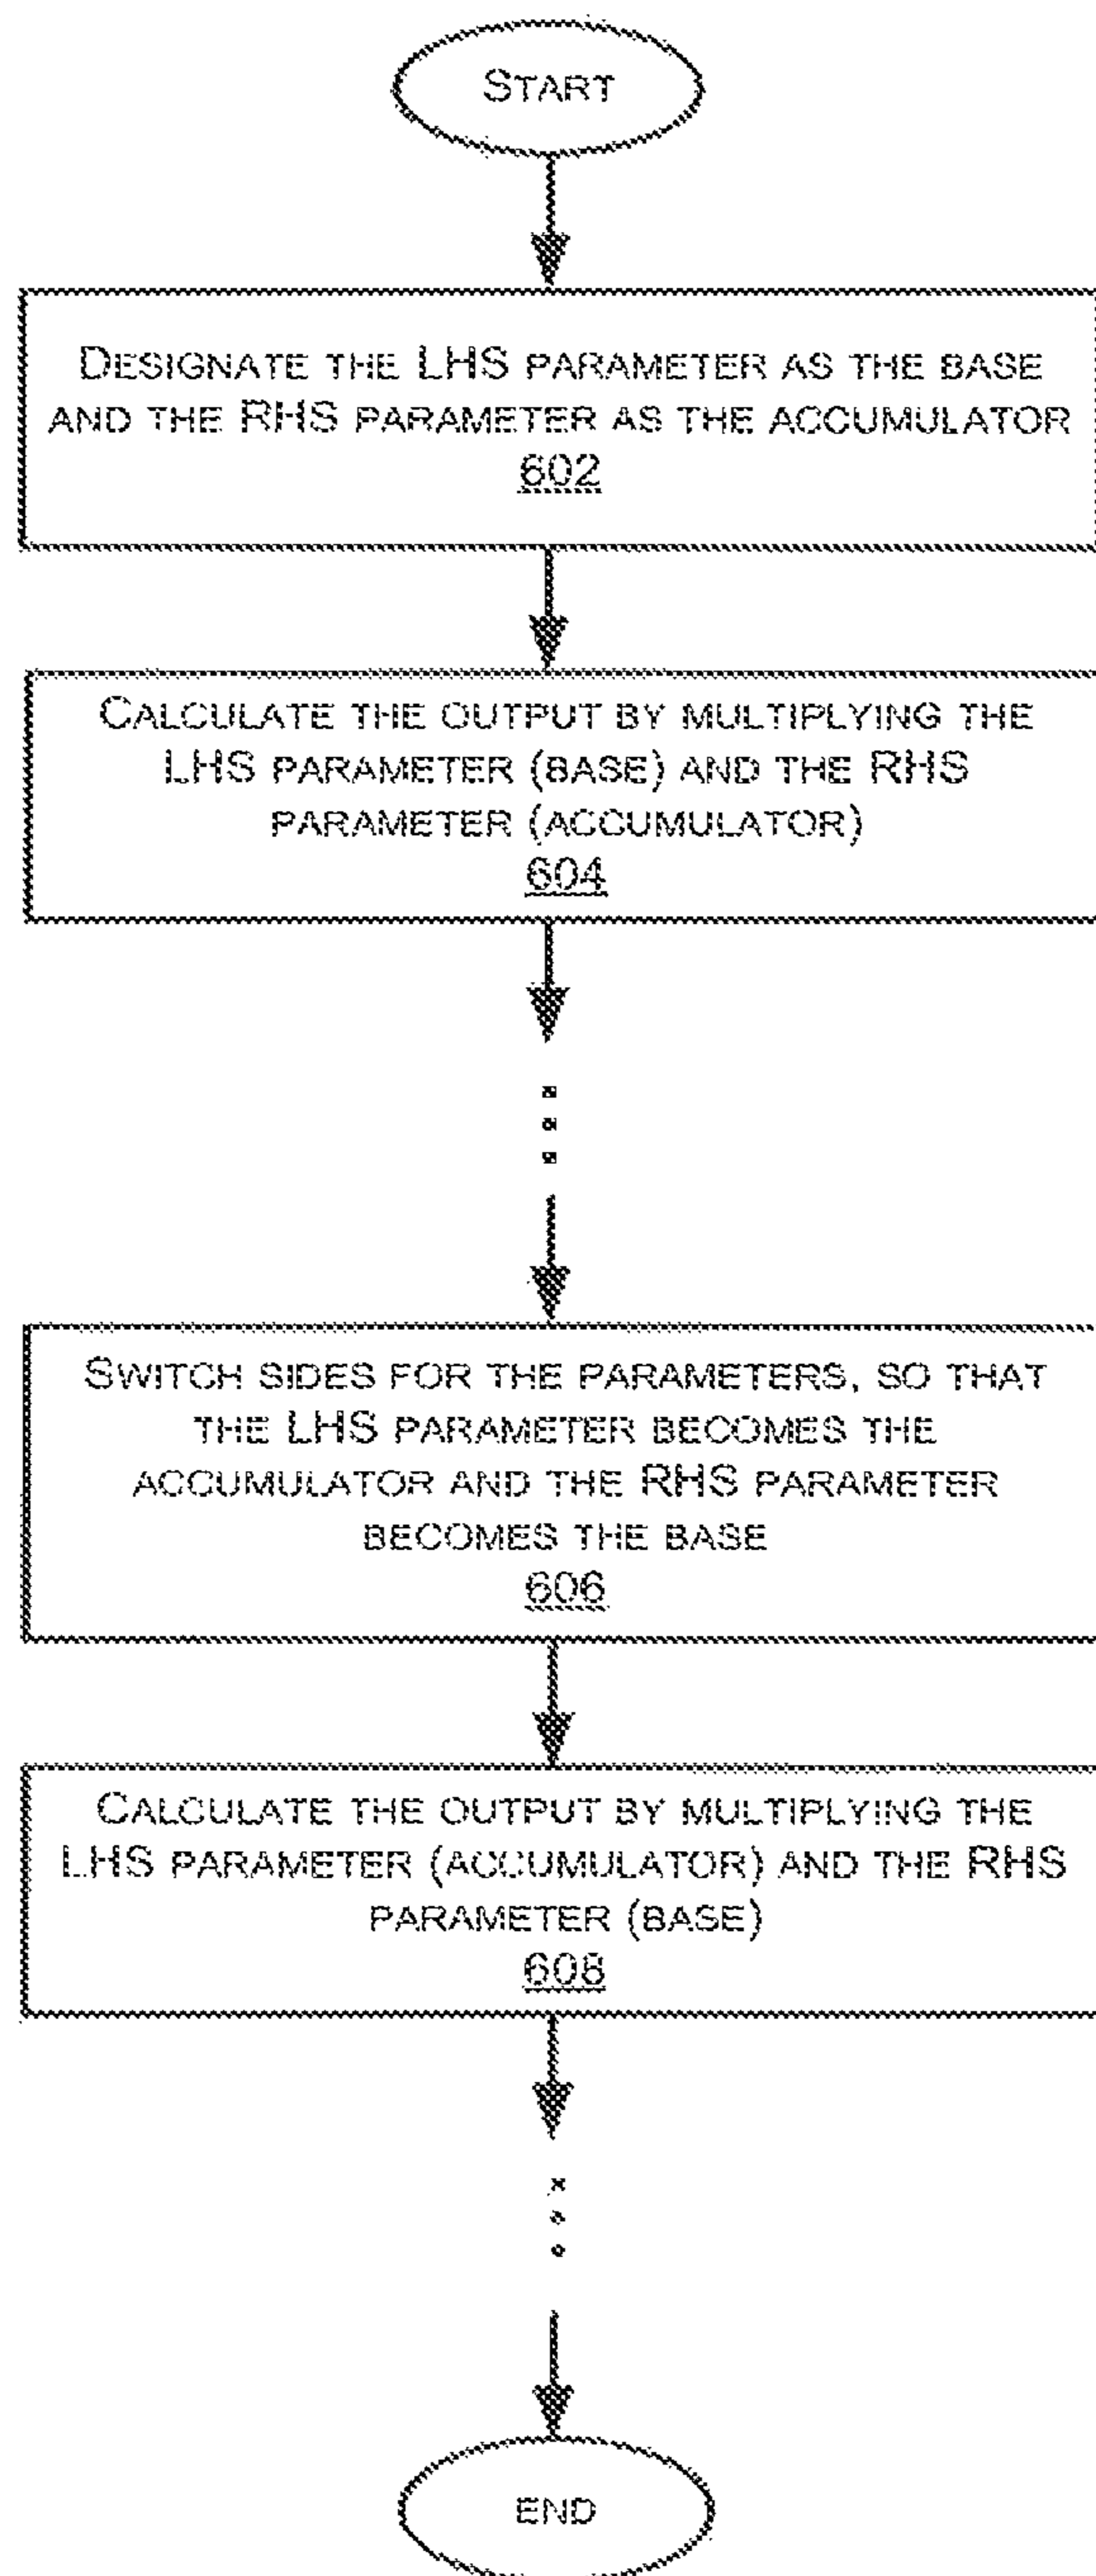 START
DESIGNATE THE LHS PARAMETER AS THE BASE
AND THE RHS PARAMETER AS THE ACCUMULATOR
602
CALCULATE THE OUTPUT BY MULTIPLYING THE
LHS PARAMETER (BASE) AND THE RHS
PARAMETER (ACCUMULATOR)
604
SWITCH SIDES FOR THE PARAMETERS, SO THAT
THE LHS PARAMETER BECOMES THE
ACCUMULATOR AND THE RHS PARAMETER
BECOMES THE BASE
606
CALCULATE THE OUTPUT BY MULTIPLYING THE
LHS PARAMETER (ACCUMULATOR) AND THE RHS
PARAMETER (BASE)
608
END